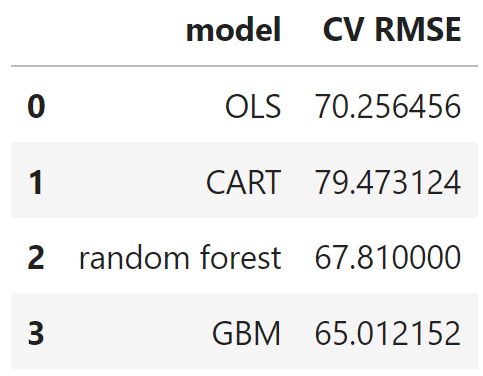 model CV RMSE
0 OLS 70.256456
1 CART 79.473124
2 random forest 67.810000
3 GBM 65.012152